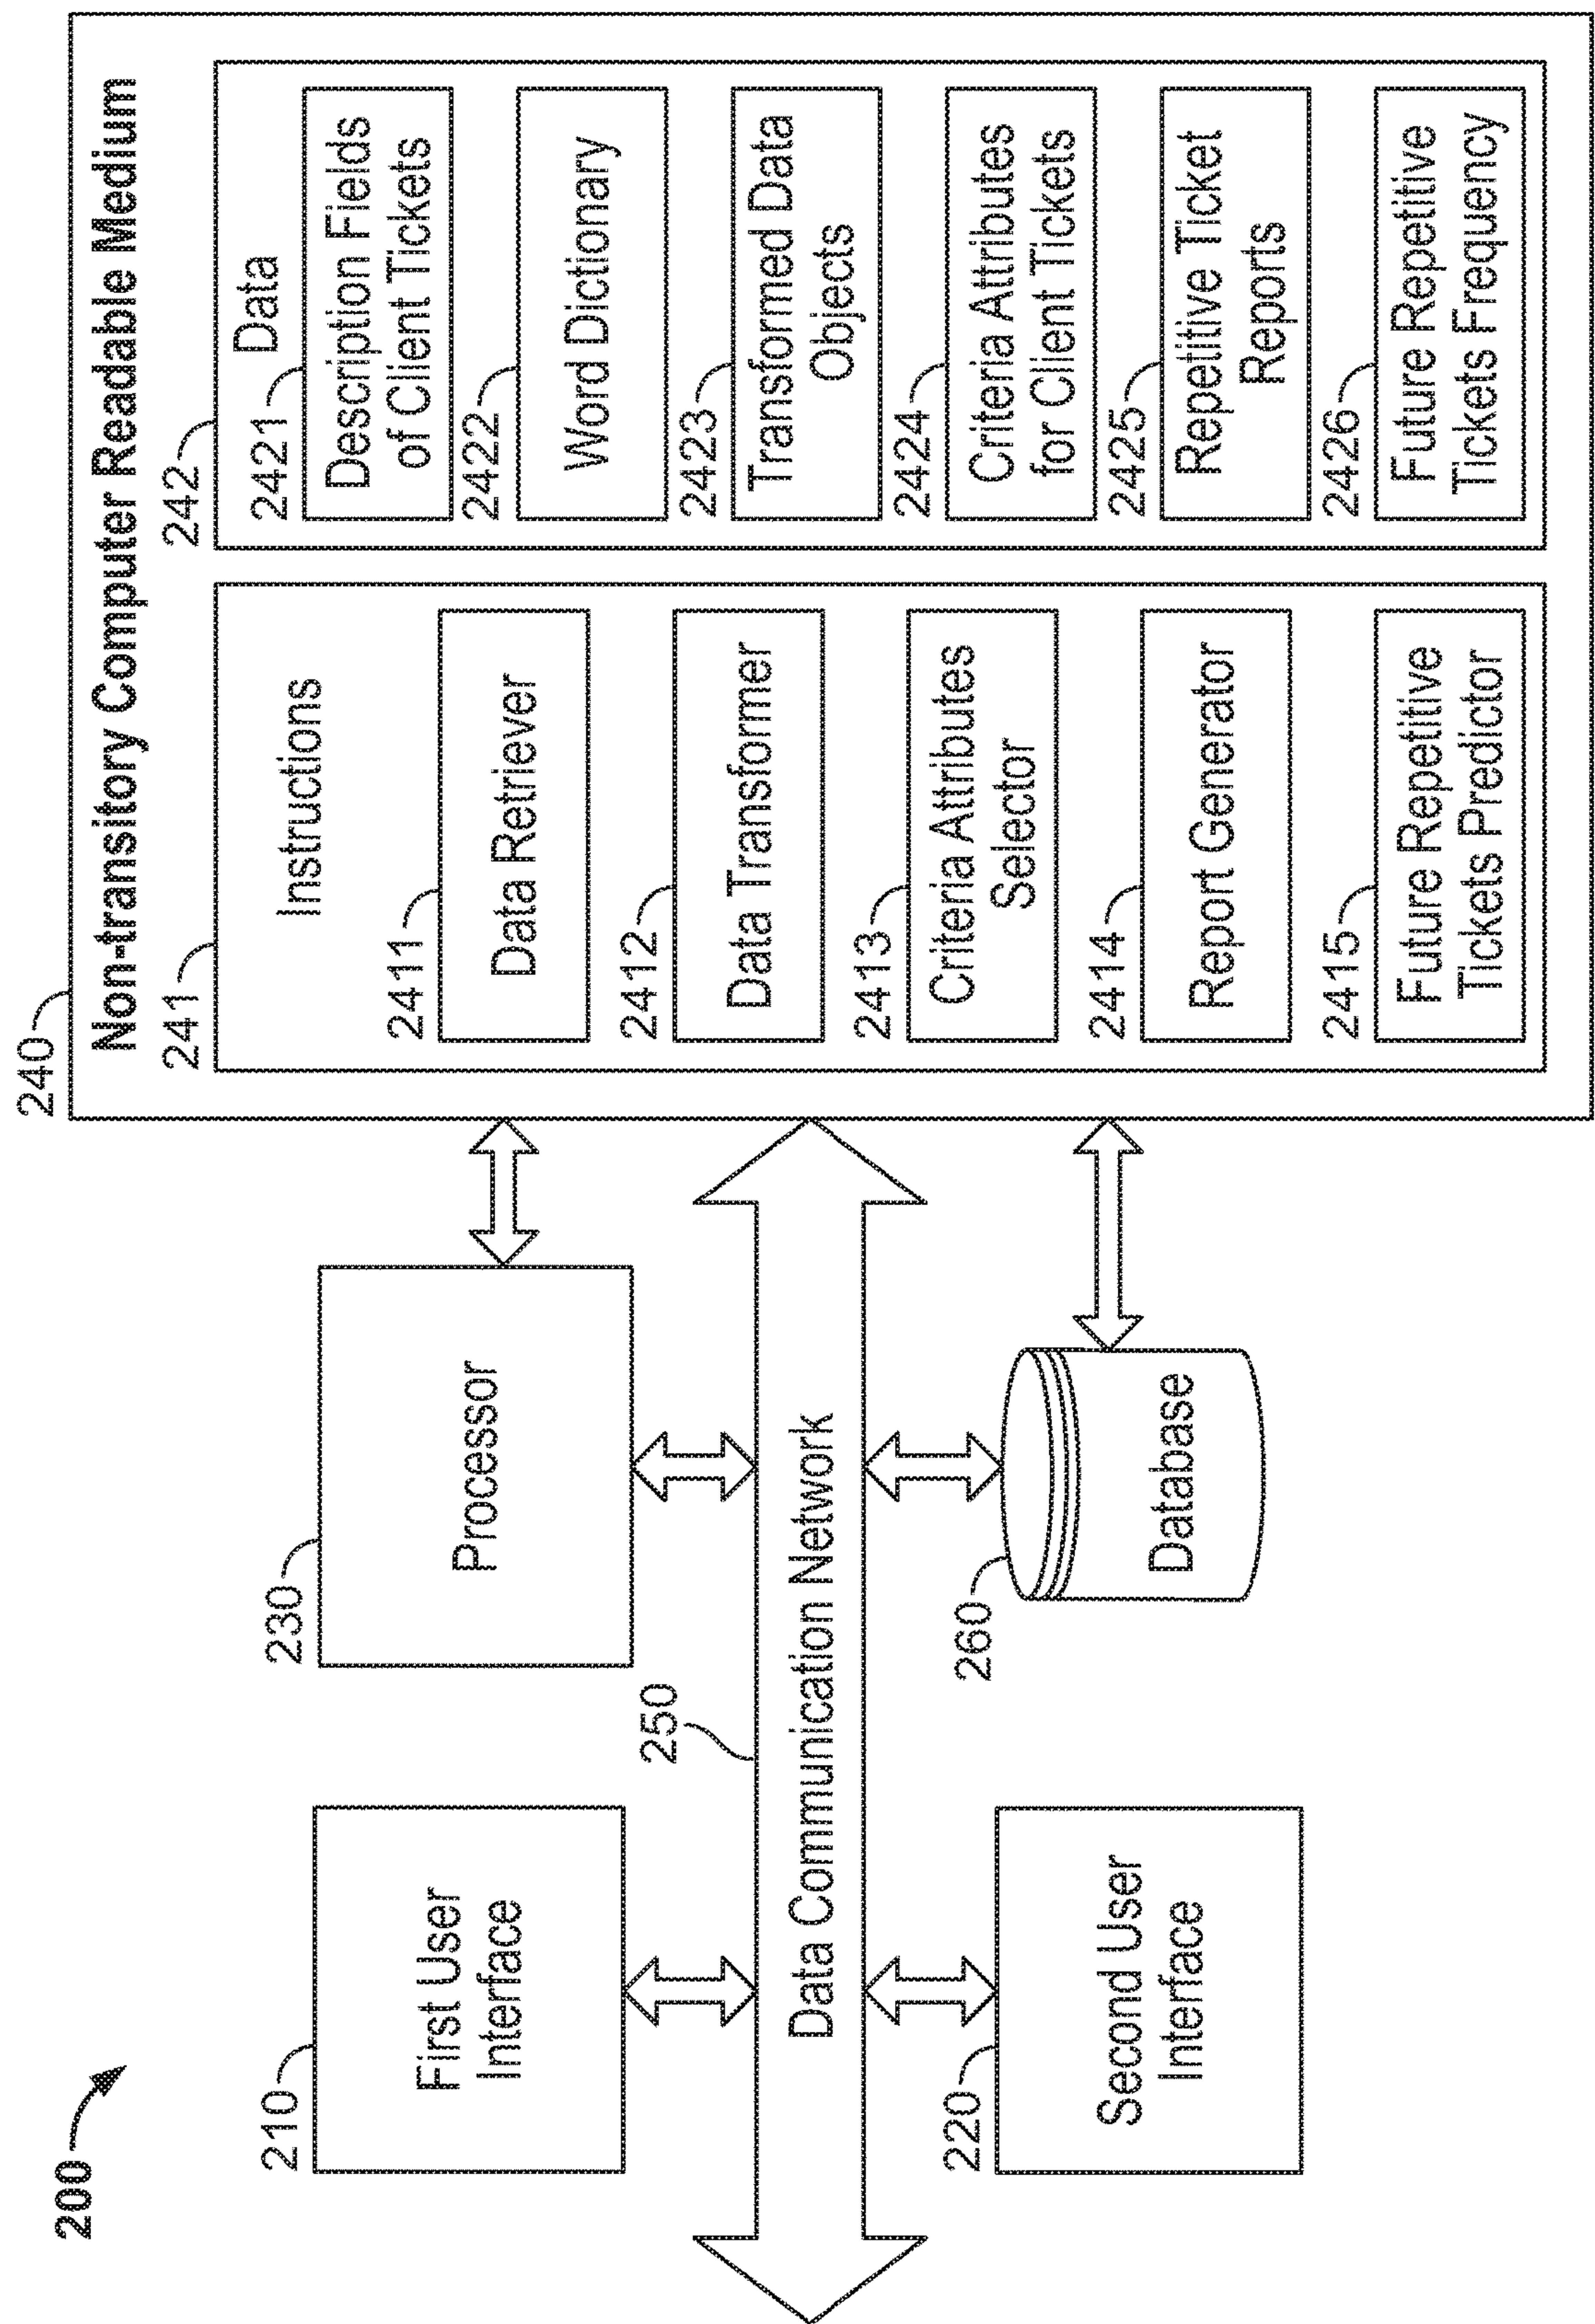 200
240
Non-transitory Computer Readable Medium
241
Instructions
2411
Data Retriever
2412
Data Transformer
2413
Criteria Attributes
Selector
2414
Report Generator
2415
Future Repetitive
Tickets Predictor
242
Data
2421
Description Fields
of Client Tickets
2422
Word Dictionary
2423
Transformed Data
Objects
2424
Criteria Attributes
for Client Tickets
2425
Repetitive Ticket
Reports
2426
Future Repetitive
Tickets Frequency
210
First User
Interface
230
Processor
250
Data Communication Network
220
Second User
Interface
260
Database